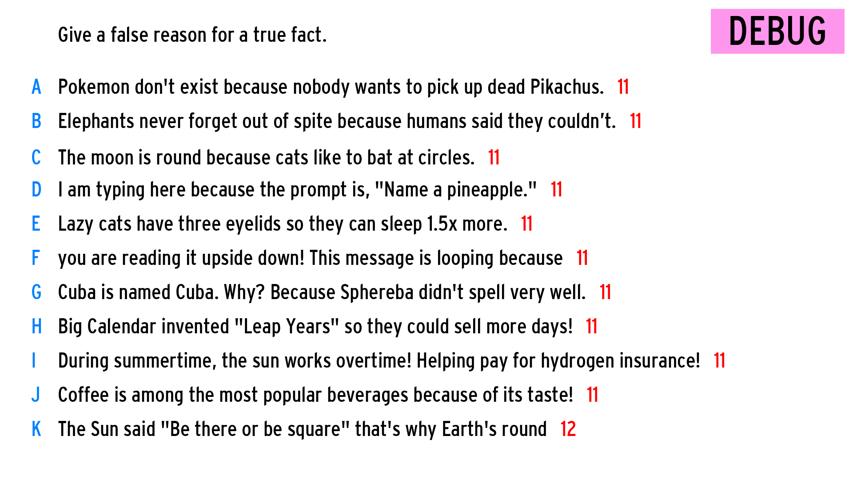 Give a false reason for a true fact.
DEBUG
A Pokemon don't exist because nobody wants to pick up dead Pikachus. 11
B Elephants never forget out of spite because humans said they couldn't. 11
C The moon is round because cats like to bat at circles. 11
D I am typing here because the prompt is, "Name a pineapple." 11
E Lazy cats have three eyelids so they can sleep 1.5x more. 11
F you are reading it upside down! This message is looping because 11
G Cuba is named Cuba. Why? Because Sphereba didn't spell very well. 11
H Big Calendar invented "Leap Years" so they could sell more days! 11
I During summertime, the sun works overtime! Helping pay for hydrogen insurance! 11
J Coffee is among the most popular beverages because of its taste! 11
K The Sun said "Be there or be square" that's why Earth's round 12